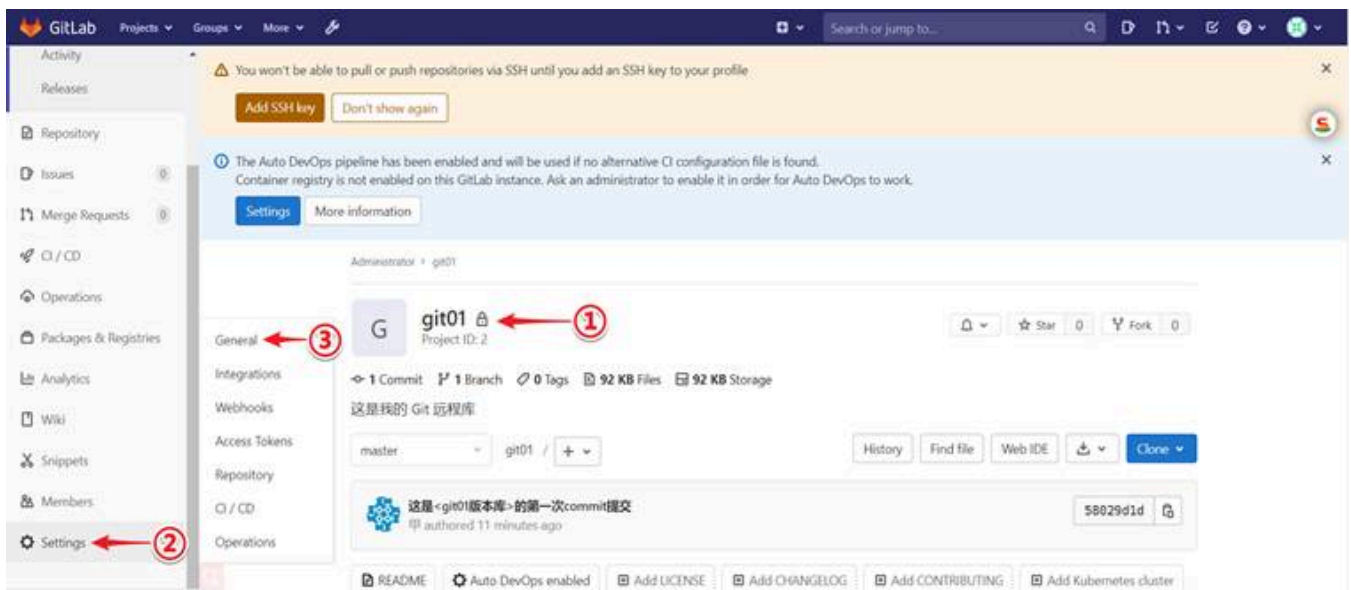 GitLab Projects Groups More Search or jump to...
Activity
Releases
Repository
Issues 0
Merge Requests 0
CI / CD
Operations
Packages & Registries
Analytics
Wiki
Snippets
Members
Settings ②
You won't be able to pull or push repositories via SSH until you add an SSH key to your profile
Add SSH key Don't show again
The Auto DevOps pipeline has been enabled and will be used if no alternative CI configuration file is found.
Container registry is not enabled on this GitLab instance. Ask an administrator to enable it in order for Auto DevOps to work.
Settings More information
General ③
Integrations
Webhooks
Access Tokens
Repository
CI / CD
Operations
Administrator > git01
G git01 ①
Project ID: 2
Star 0 Fork 0
1 Commit 1 Branch 0 Tags 92 KB Files 92 KB Storage
这是我的 Git 远程库
master git01 / + History Find file Web IDE Clone
这是<git01版本库>的第一次commit提交
甲 authored 11 minutes ago
58029d1d
README Auto DevOps enabled Add LICENSE Add CHANGELOG Add CONTRIBUTING Add Kubernetes cluster